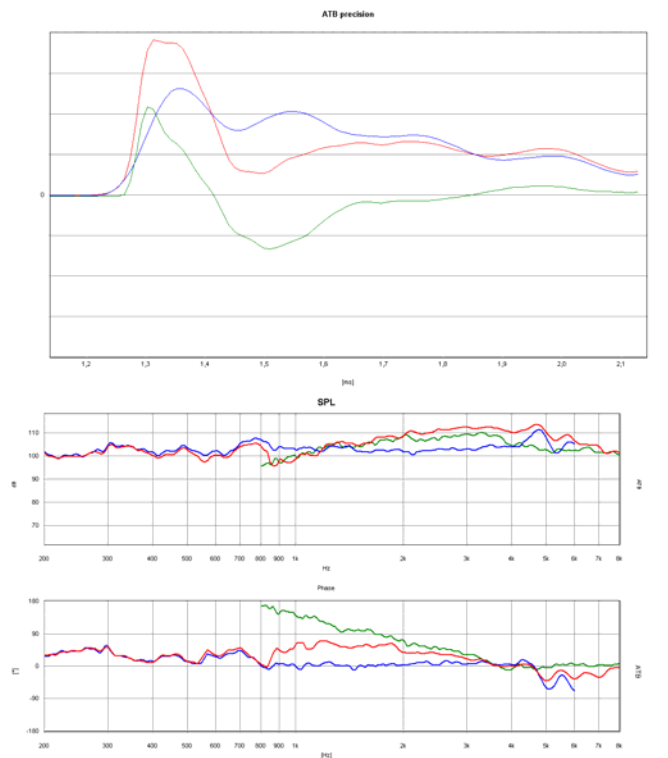 ATB precision
0
1,2 1,3 1,4 1,5 1,6 1,7 1,8 1,9 2,0 2,1
[ms]
SPL
110
100
90
80
70
dB
ATB
200 300 400 500 600 700 800 900 1k 2k 3k 4k 5k 6k 7k 8k
Hz
Phase
180
90
0
-90
-180
[°]
ATB
200 300 400 500 600 700 800 900 1k 2k 3k 4k 5k 6k 7k 8k
[Hz]